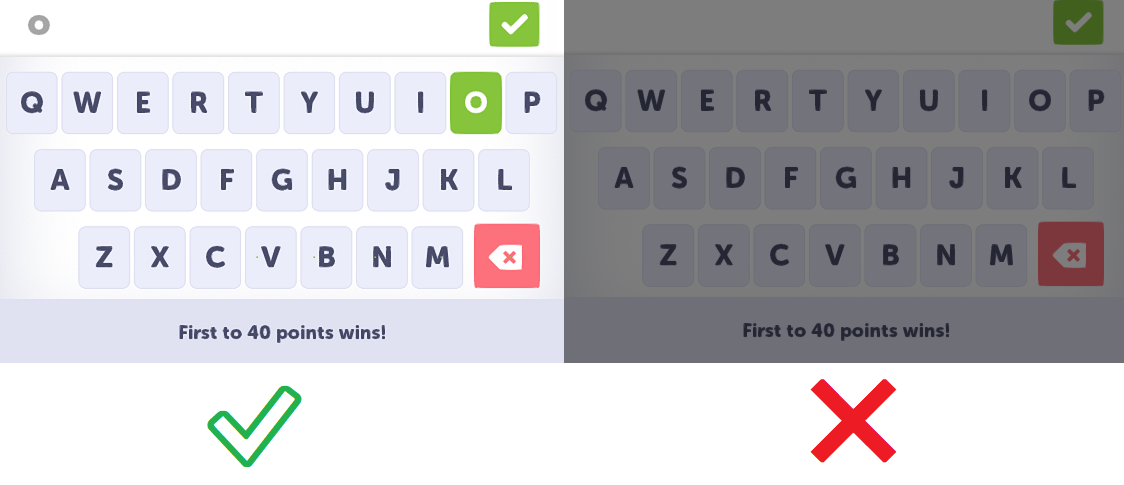 O
Q W E R T Y U I O P
A S D F G H J K L
Z X C V B N M
First to 40 points wins!
Q W E R T Y U I O P
A S D F G H J K L
Z X C V B N M
First to 40 points wins!